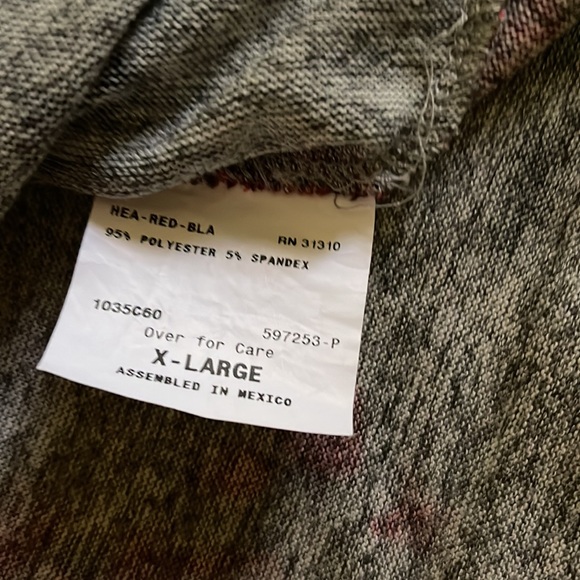 HEA-RED-BLA
RN 31310
95% POLYESTER 5% SPANDEX
1035C60
597253-P
Over for Care
X-LARGE
ASSEMBLED IN MEXICO